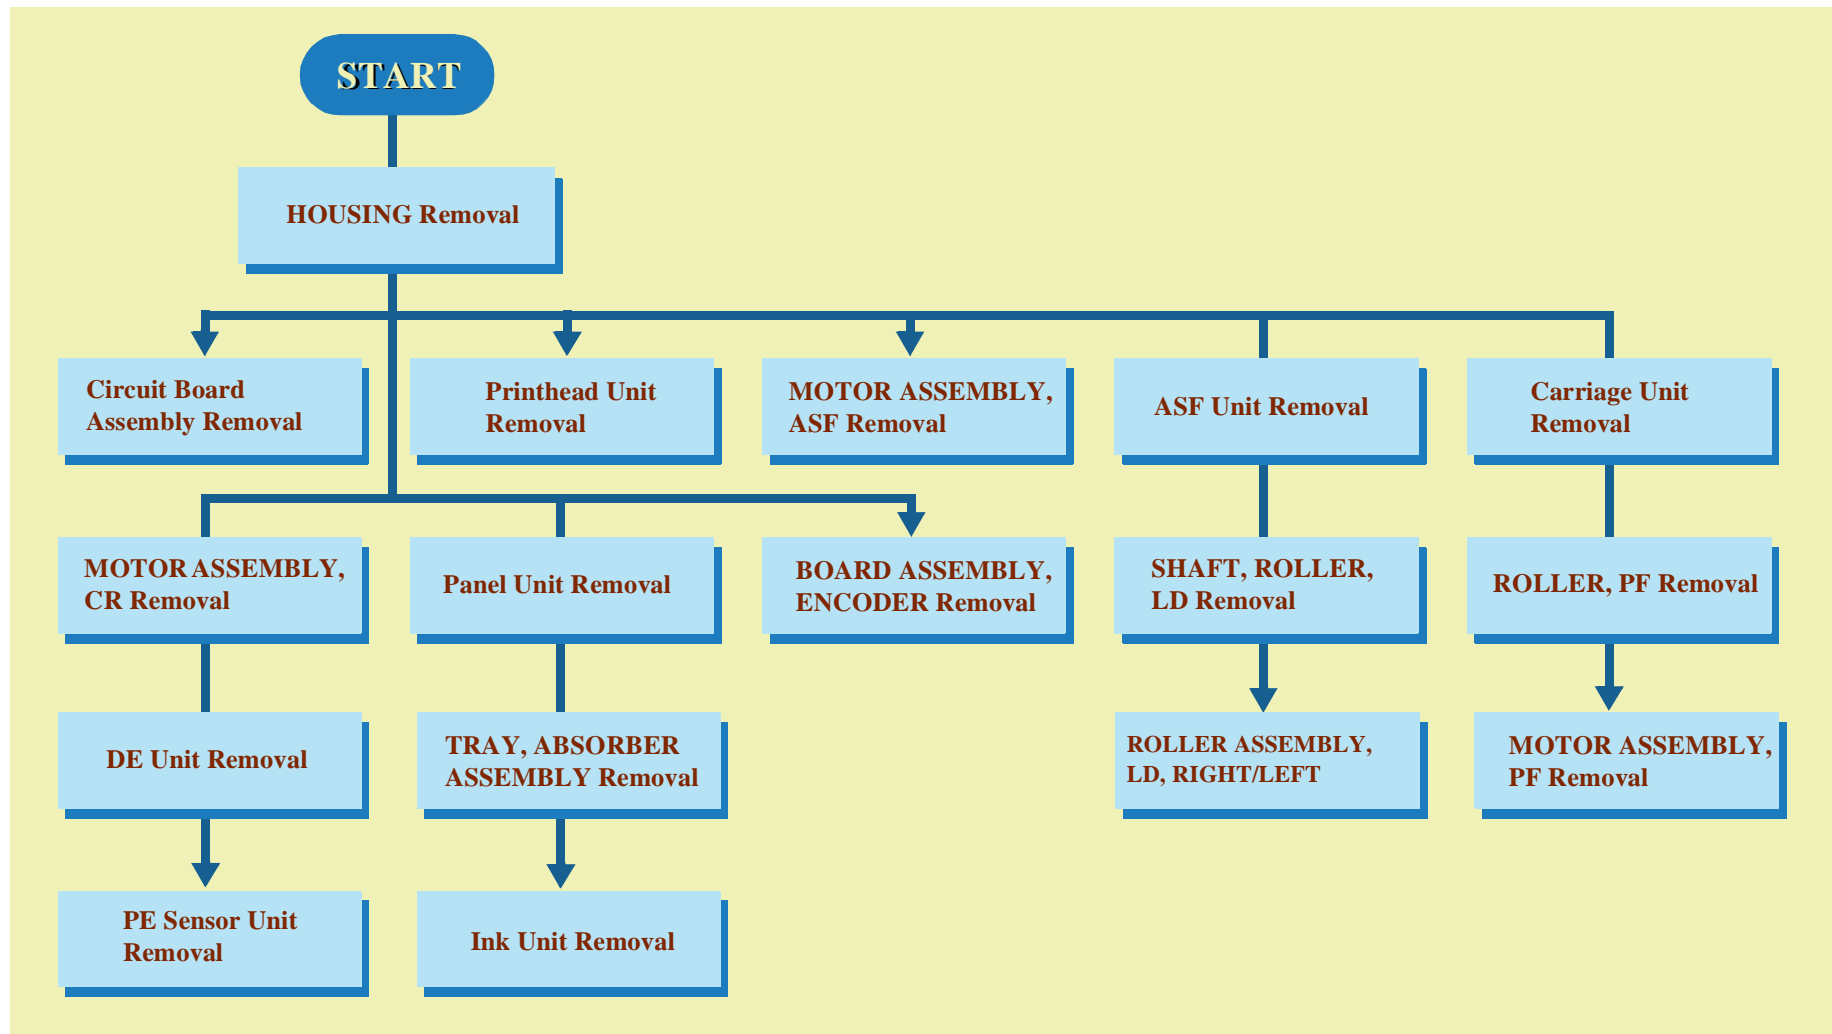 START
HOUSING Removal
Circuit Board
Assembly Removal
Printhead Unit
Removal
MOTOR ASSEMBLY,
ASF Removal
ASF Unit Removal
Carriage Unit
Removal
MOTOR ASSEMBLY,
CR Removal
Panel Unit Removal
BOARD ASSEMBLY,
ENCODER Removal
SHAFT, ROLLER,
LD Removal
ROLLER, PF Removal
DE Unit Removal
TRAY, ABSORBER
ASSEMBLY Removal
ROLLER ASSEMBLY,
LD, RIGHT/LEFT
MOTOR ASSEMBLY,
PF Removal
PE Sensor Unit
Removal
Ink Unit Removal